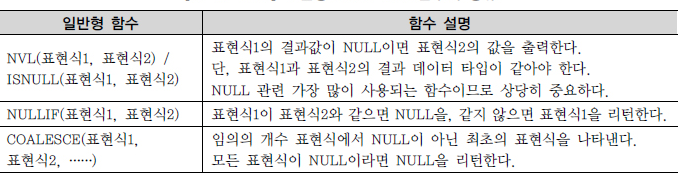 일반형 함수
함수 설명
NVL(표현식1, 표현식2) /
ISNULL(표현식1, 표현식2)
표현식1의 결과값이 NULL이면 표현식2의 값을 출력한다.
단, 표현식1과 표현식2의 결과 데이터 타입이 같아야 한다.
NULL 관련 가장 많이 사용되는 함수이므로 상당히 중요하다.
NULLIF(표현식1, 표현식2)
표현식1이 표현식2와 같으면 NULL을, 같지 않으면 표현식1을 리턴한다.
COALESCE(표현식1,
표현식2, ……)
임의의 개수 표현식에서 NULL이 아닌 최초의 표현식을 나타낸다.
모든 표현식이 NULL이라면 NULL을 리턴한다.